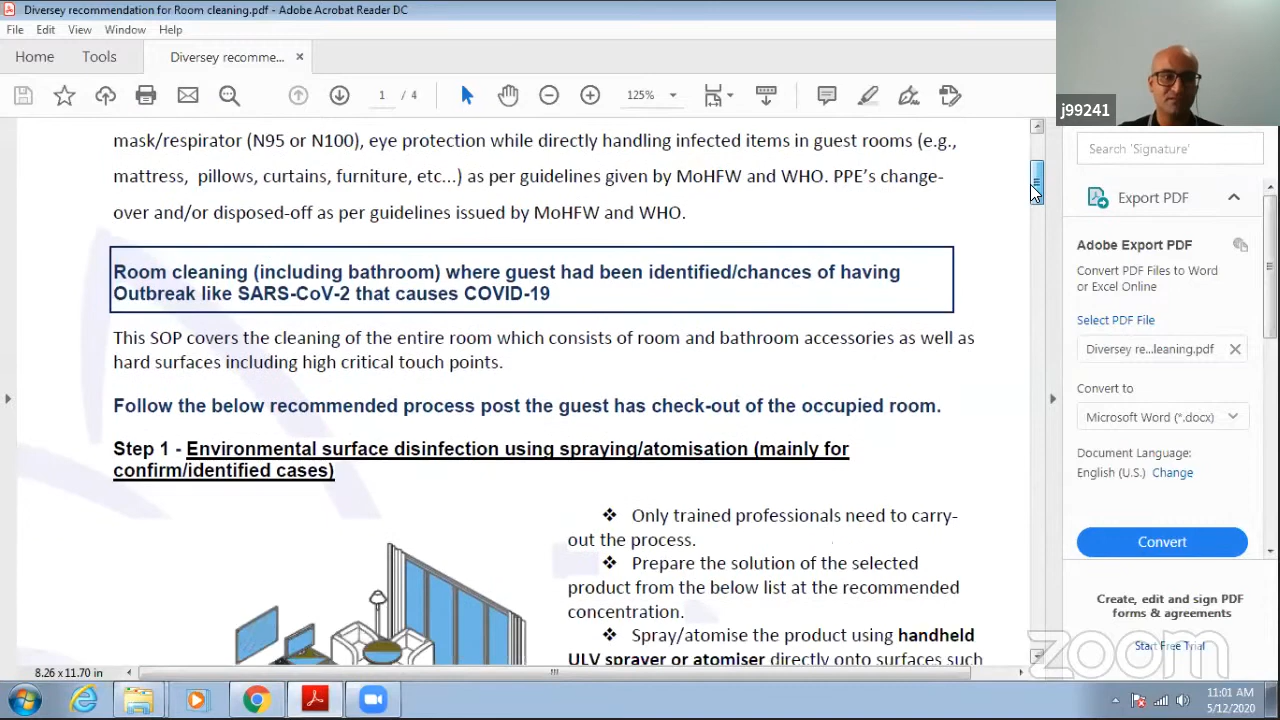 Diversey recommendation for Room cleaning.pdf - Adobe Acrobat Reader DC
File Edit View Window Help
Home Tools Diversey recomme... ×
1 / 4 125%
j99241
mask/respirator (N95 or N100), eye protection while directly handling infected items in guest rooms (e.g.,
mattress, pillows, curtains, furniture, etc...) as per guidelines given by MoHFW and WHO. PPE's change-
over and/or disposed-off as per guidelines issued by MoHFW and WHO.
Room cleaning (including bathroom) where guest had been identified/chances of having
Outbreak like SARS-CoV-2 that causes COVID-19
This SOP covers the cleaning of the entire room which consists of room and bathroom accessories as well as
hard surfaces including high critical touch points.
Follow the below recommended process post the guest has check-out of the occupied room.
Step 1 - Environmental surface disinfection using spraying/atomisation (mainly for
confirm/identified cases)
❖ Only trained professionals need to carry-
out the process.
❖ Prepare the solution of the selected
product from the below list at the recommended
concentration.
❖ Spray/atomise the product using handheld
ULV sprayer or atomiser directly onto surfaces such
Search 'Signature'
Export PDF
Adobe Export PDF
Convert PDF Files to Word
or Excel Online
Select PDF File
Diversey re...leaning.pdf ×
Convert to
Microsoft Word (*.docx)
Document Language:
English (U.S.) Change
Convert
Create, edit and sign PDF
forms & agreements
Start Free Trial
zoom
8.26 x 11.70 in
11:01 AM
5/12/2020